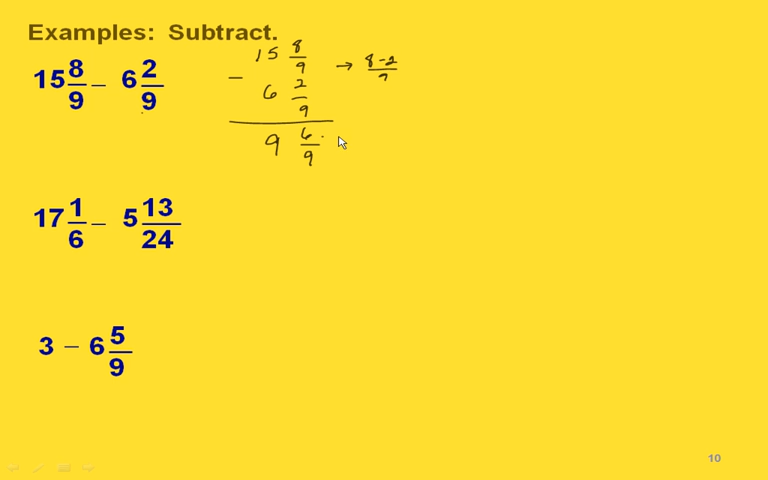 Examples: Subtract.
15 8/9 – 6 2/9
15 8/9 → 8-2/9
– 6 2/9
9 6/9
17 1/6 – 5 13/24
3 – 6 5/9
10